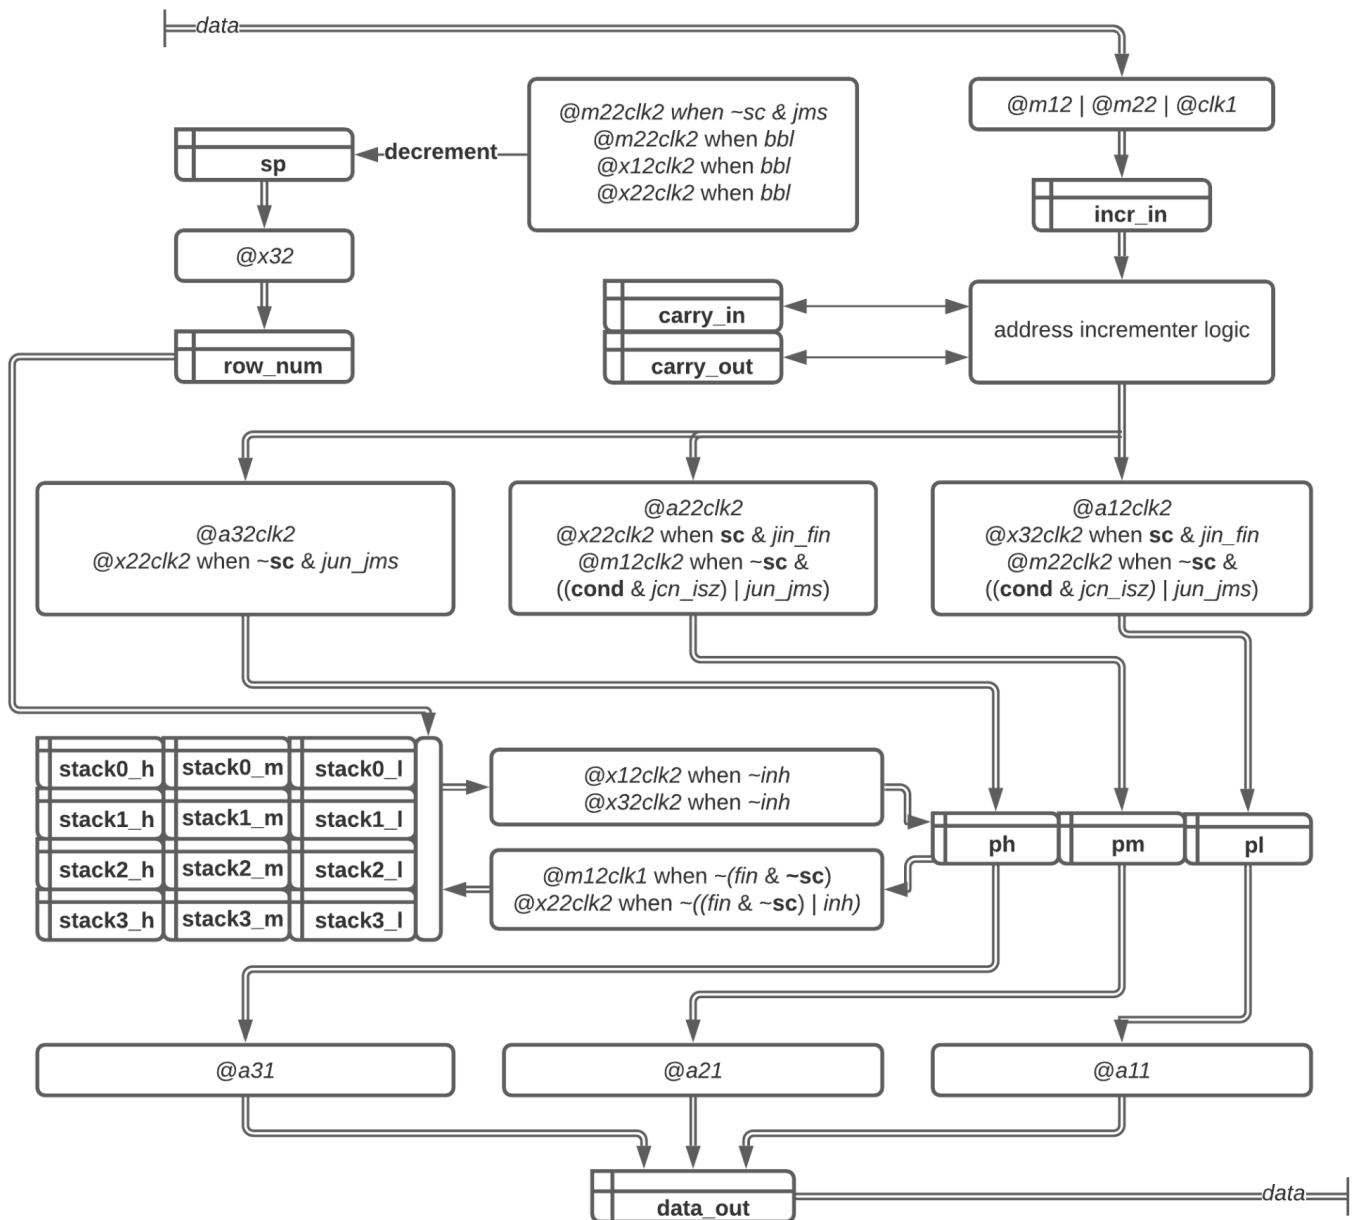 data
@m12 | @m22 | @clk1
@m22clk2 when ~sc & jms
@m22clk2 when bbl
@x12clk2 when bbl
@x22clk2 when bbl
decrement
sp
incr_in
@x32
carry_in
carry_out
address incrementer logic
row_num
@a32clk2
@x22clk2 when ~sc & jun_jms
@a22clk2
@x22clk2 when sc & jin_fin
@m12clk2 when ~sc &
((cond & jcn_isz) | jun_jms)
@a12clk2
@x32clk2 when sc & jin_fin
@m22clk2 when ~sc &
((cond & jcn_isz) | jun_jms)
stack0_h stack0_m stack0_l
stack1_h stack1_m stack1_l
stack2_h stack2_m stack2_l
stack3_h stack3_m stack3_l
@x12clk2 when ~inh
@x32clk2 when ~inh
@m12clk1 when ~(fin & ~sc)
@x22clk2 when ~((fin & ~sc) | inh)
ph pm pl
@a31
@a21
@a11
data_out
data